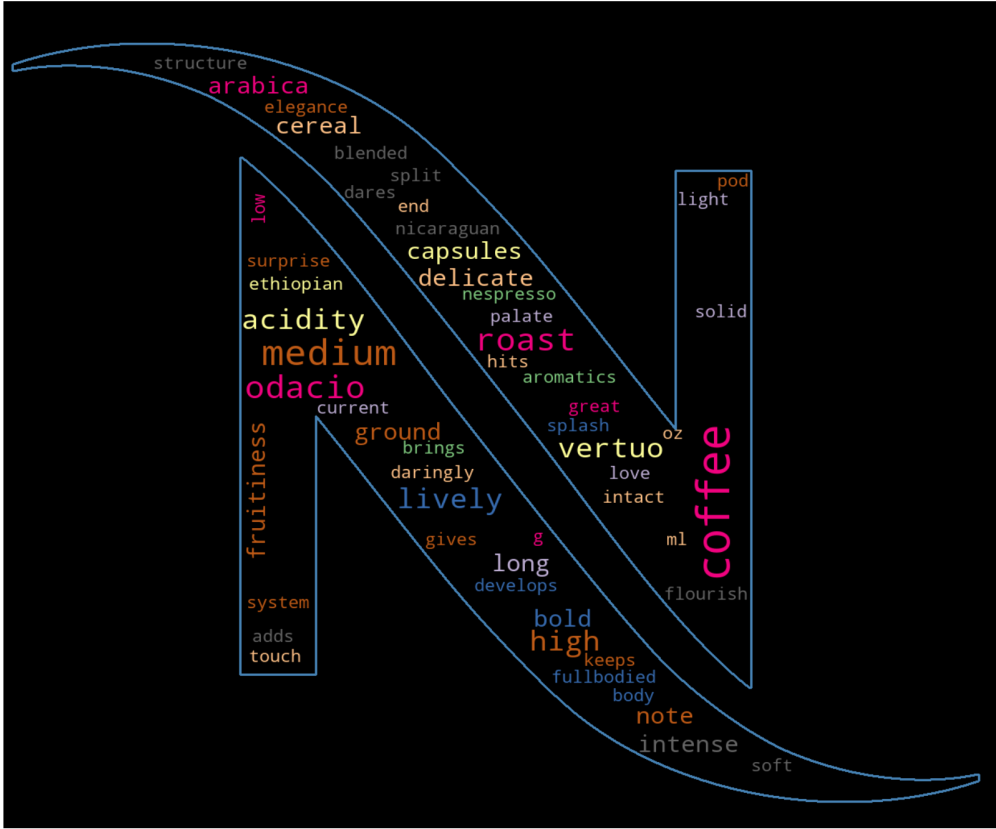 structure
arabica
elegance
cereal
blended
split
pod
dares
light
end
low
nicaraguan
capsules
surprise
delicate
ethiopian
nespresso
solid
palate
acidity
roast
medium
hits
aromatics
odacio
current
great
splash
ground
oz
brings
vertuo
daringly
love
fruitiness
lively
intact
coffee
gives
g
ml
long
develops
flourish
system
bold
adds
high
touch
keeps
fullbodied
body
note
intense
soft